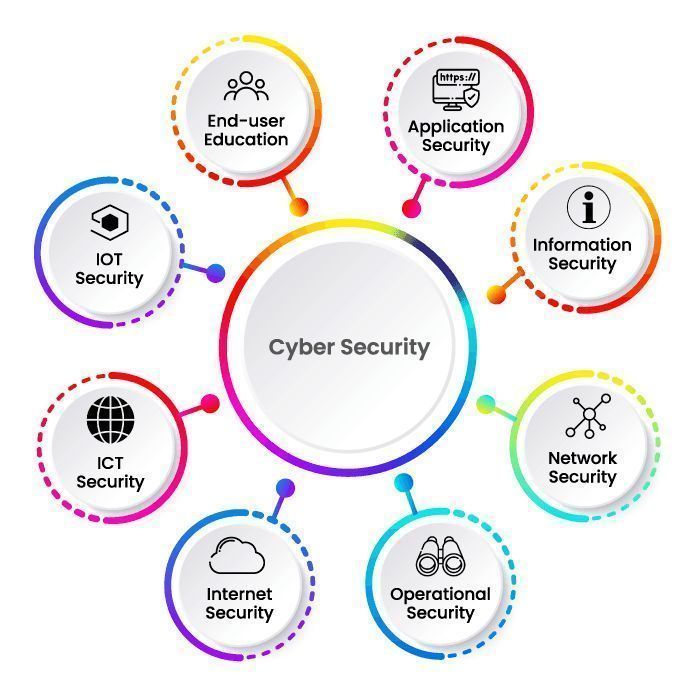 End-user
Education
https://
Application
Security
i
Information
Security
IOT
Security
Cyber Security
ICT
Security
Network
Security
Internet
Security
Operational
Security